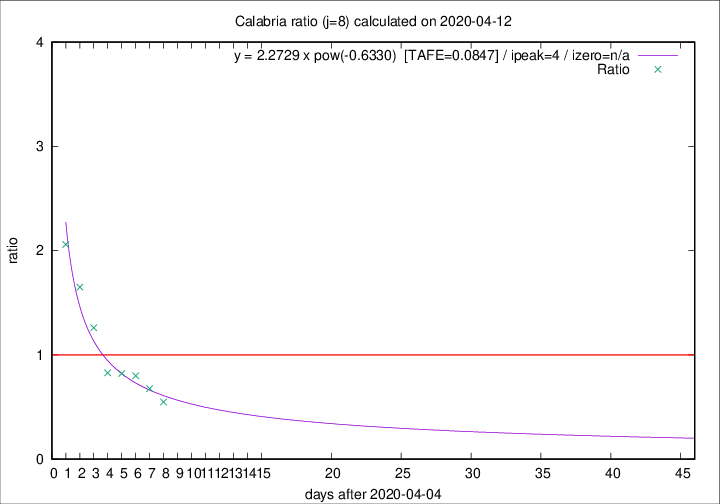 Calabria ratio (j=8) calculated on 2020-04-12
y = 2.2729 x pow(-0.6330) [TAFE=0.0847] / ipeak=4 / izero=n/a
Ratio
4
3
2
1
0
ratio
0 1 2 3 4 5 6 7 8 9 10 11 12 13 14 15 20 25 30 35 40 45
days after 2020-04-04